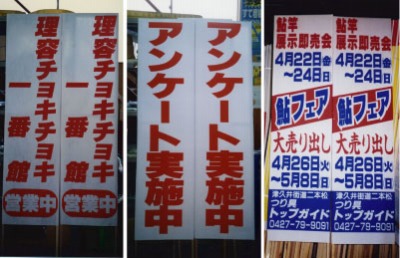 理容チョキチョキ
一番館
営業中
理容チョキチョキ
一番館
営業中
アンケート実施中
アンケート実施中
鮎竿
展示即売会
4月22日金
〜24日
鮎フェア
大売り出し
4月26日火
〜5月8日日
津久井街道二本松
つり具
トップガイド
0427-79-9091
鮎竿
展示即売会
4月22日金
〜24日
鮎フェア
大売り出し
4月26日火
〜5月8日日
津久井街道二本松
つり具
トップガイド
0427-79-9091